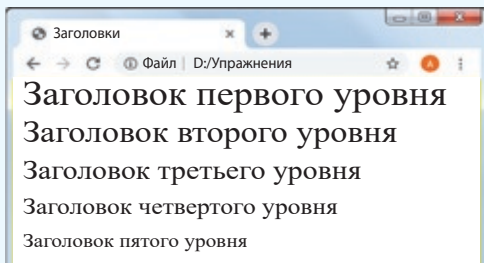 Заголовки
Файл | D:/Упражнения
Заголовок первого уровня
Заголовок второго уровня
Заголовок третьего уровня
Заголовок четвертого уровня
Заголовок пятого уровня